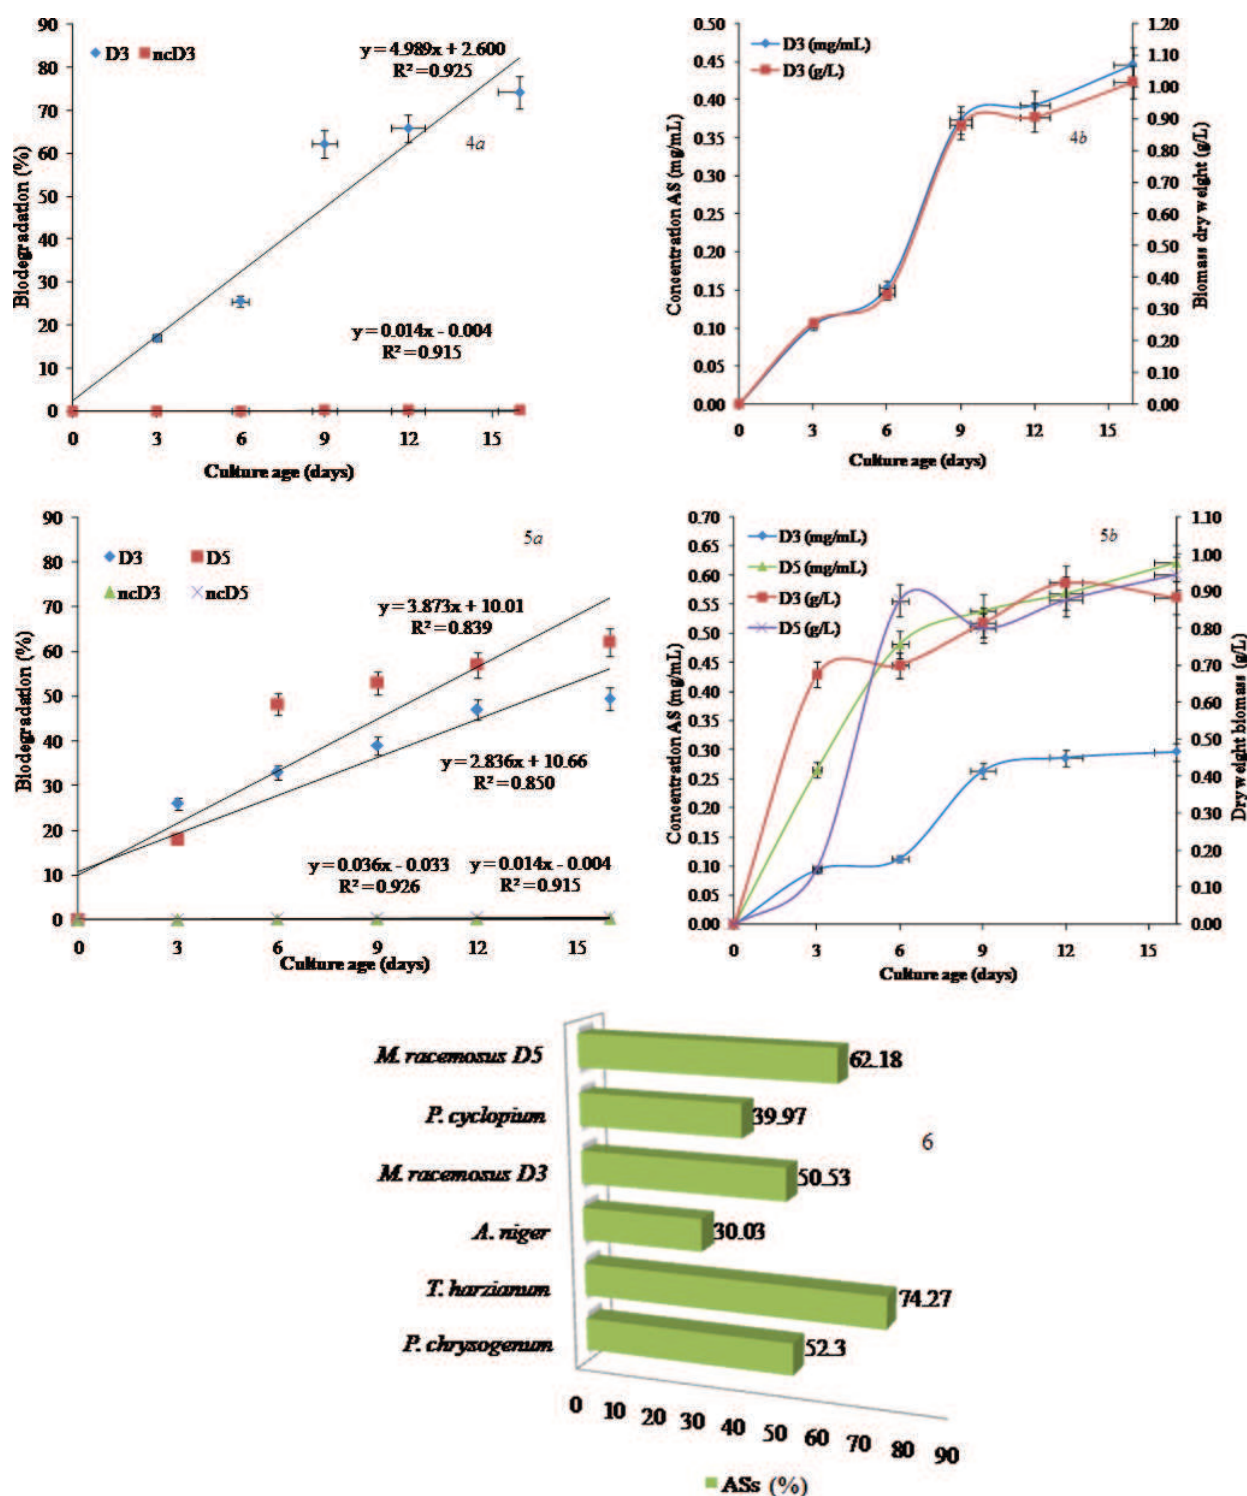 D3 ncD3
y = 4.989x + 2.600
R² = 0.925
4a
y = 0.014x - 0.004
R² = 0.915
Biodegradation (%)
90
80
70
60
50
40
30
20
10
0
0 3 6 9 12 15
Culture age (days)
D3 (mg/mL)
D3 (g/L)
4b
Concentration AS (mg/mL)
0.50
0.45
0.40
0.35
0.30
0.25
0.20
0.15
0.10
0.05
0.00
1.20
1.10
1.00
0.90
0.80
0.70
0.60
0.50
0.40
0.30
0.20
0.10
0.00
Biomass dry weight (g/L)
0 3 6 9 12 15
Culture age (days)
5a
D3 D5
ncD3 ncD5
y = 3.873x + 10.01
R² = 0.839
y = 2.836x + 10.66
R² = 0.850
y = 0.036x - 0.033
R² = 0.926
y = 0.014x - 0.004
R² = 0.915
Biodegradation (%)
90
80
70
60
50
40
30
20
10
0
0 3 6 9 12 15
Culture age (days)
5b
D3 (mg/mL)
D5 (mg/mL)
D3 (g/L)
D5 (g/L)
Concentration AS (mg/mL)
0.70
0.65
0.60
0.55
0.50
0.45
0.40
0.35
0.30
0.25
0.20
0.15
0.10
0.05
0.00
1.10
1.00
0.90
0.80
0.70
0.60
0.50
0.40
0.30
0.20
0.10
0.00
Dry weight biomass (g/L)
0 3 6 9 12 15
Culture age (days)
M. racemosus D5 62.18
P. cyclopium 39.97
6
M. racemosus D3 50.53
A. niger 30.03
T. harzianum 74.27
P. chrysogenum 52.3
0 10 20 30 40 50 60 70 80 90
ASs (%)